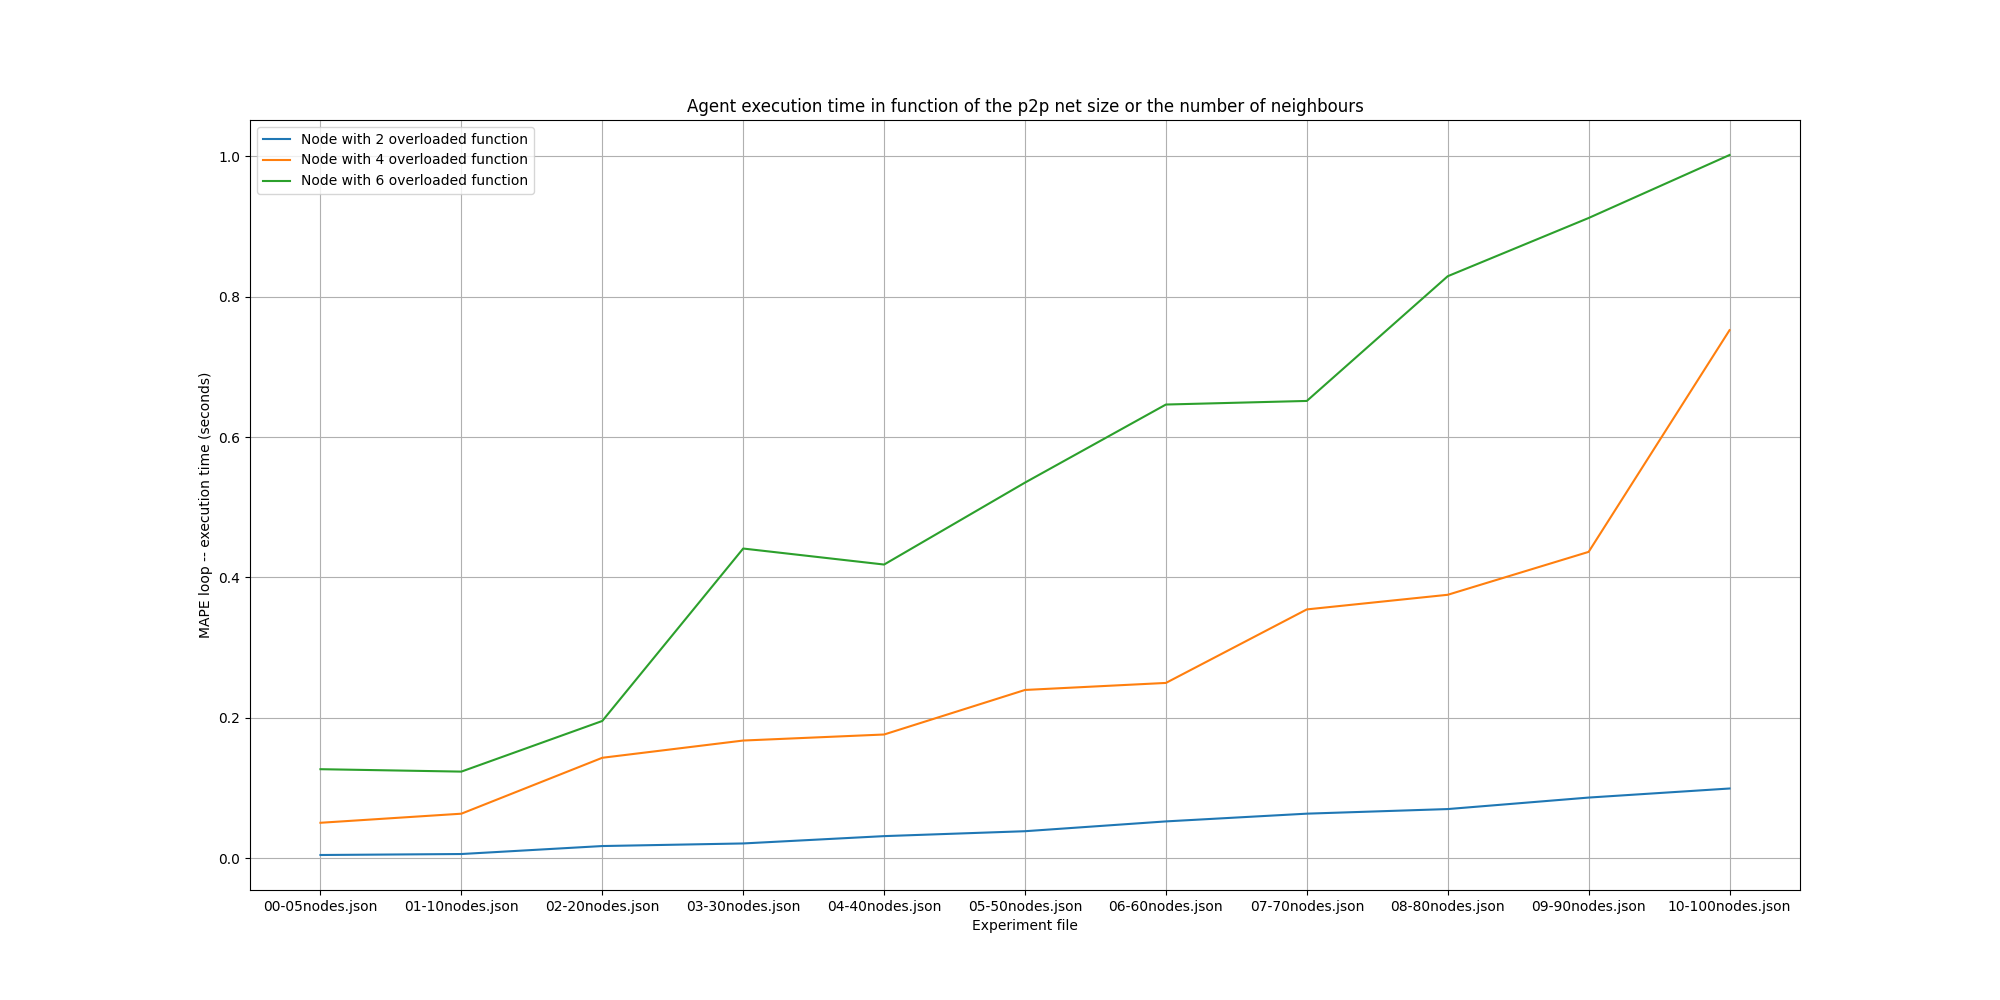 Agent execution time in function of the p2p net size or the number of neighbours
Node with 2 overloaded function
Node with 4 overloaded function
Node with 6 overloaded function
MAPE loop -- execution time (seconds)
1.0
0.8
0.6
0.4
0.2
0.0
00-05nodes.json 01-10nodes.json 02-20nodes.json 03-30nodes.json 04-40nodes.json 05-50nodes.json 06-60nodes.json 07-70nodes.json 08-80nodes.json 09-90nodes.json 10-100nodes.json
Experiment file